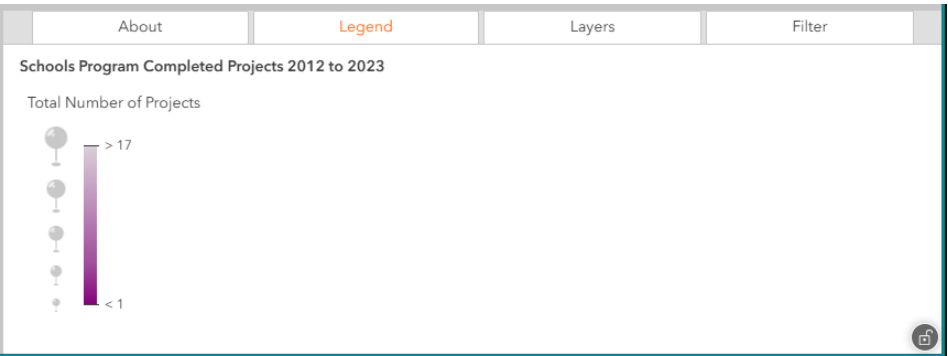 About
Legend
Layers
Filter
Schools Program Completed Projects 2012 to 2023
Total Number of Projects
> 17
< 1